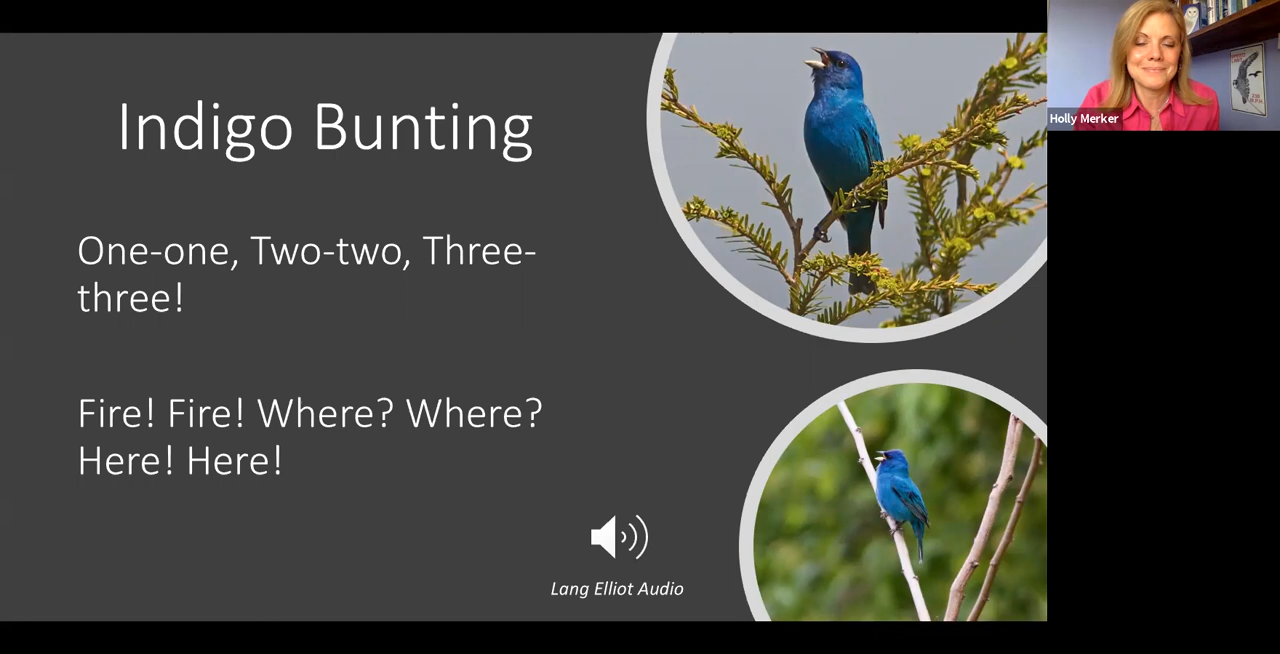 Indigo Bunting
One-one, Two-two, Three-
three!
Fire! Fire! Where? Where?
Here! Here!
Lang Elliot Audio
Holly Merker